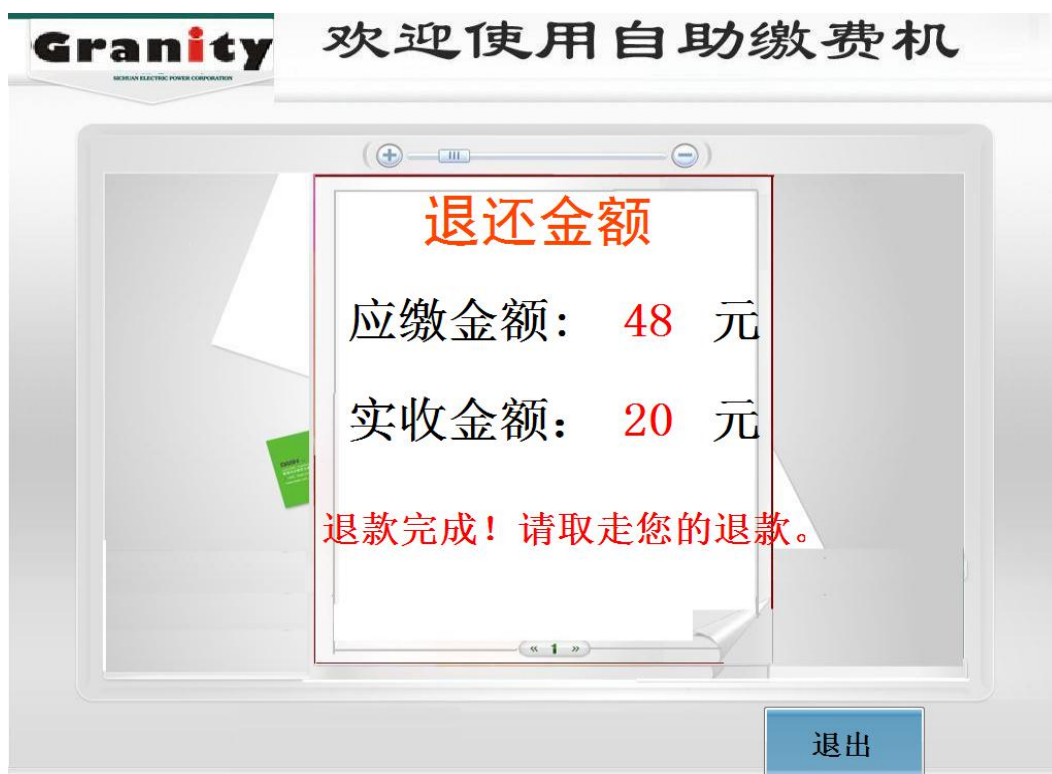 Granity
SICHUAN ELECTRIC POWER CORPORATION
欢迎使用自助缴费机
退还金额
应缴金额： 48 元
实收金额： 20 元
退款完成！请取走您的退款。
« 1 »
退出